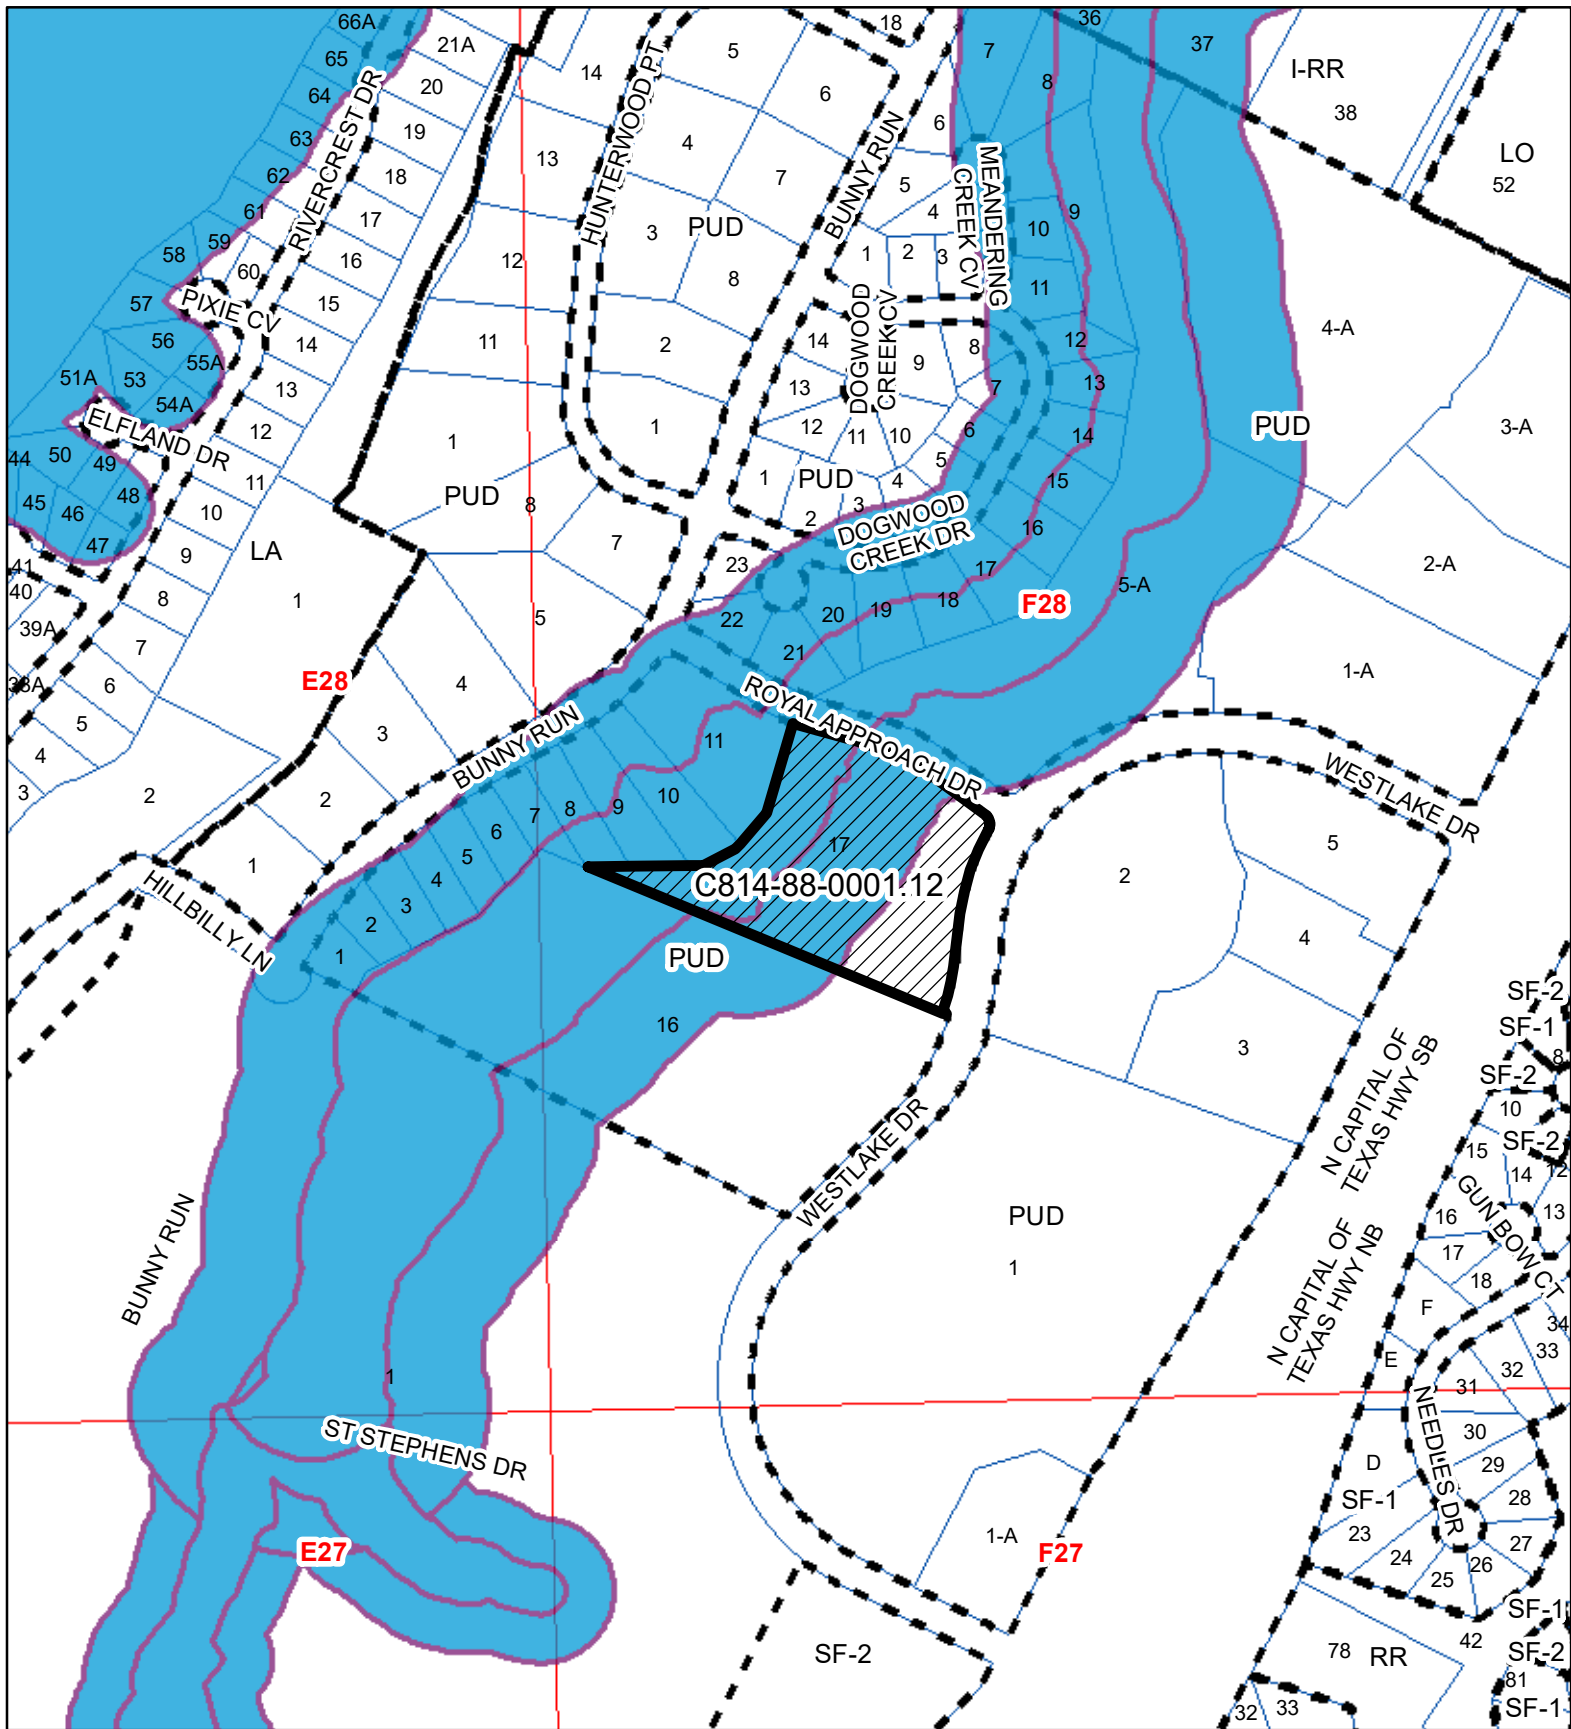 66A
65
64
63
62
61
59
58
60
57
56
55A
53
54A
51A
50
49
48
44
45
46
47
41
40
39A
38A
RIVERCREST DR
PIXIE CV
ELFLAND DR
21A
20
19
18
17
16
15
14
13
12
11
10
9
8
7
6
5
4
3
2
LA
1
E28
14
13
12
11
1
PUD
8
7
5
4
3
2
1
HUNTERWOOD PT
5
4
3
PUD
6
7
8
2
1
18
BUNNY RUN
6
5
4
1
2
3
MEANDERING
CREEK CV
DOGWOOD
CREEK CV
14
13
12
11
10
9
8
7
6
5
4
3
2
1
PUD
DOGWOOD
CREEK DR
23
22
21
20
19
18
17
16
15
14
13
12
11
10
9
8
7
36
37
I-RR
38
LO
52
4-A
3-A
2-A
1-A
PUD
5-A
F28
BUNNY RUN
ROYAL APPROACH DR
WESTLAKE DR
HILLBILLY LN
1
2
3
4
5
6
7
8
9
10
11
17
C814-88-0001.12
PUD
16
2
5
4
3
WESTLAKE DR
PUD
1
N CAPITAL OF
TEXAS HWY SB
N CAPITAL OF
TEXAS HWY NB
BUNNY RUN
1
ST STEPHENS DR
E27
1-A
F27
SF-2
SF-2
SF-1
8
SF-2
10
SF-2
15
14
12
13
16
17
18
GUN BOW CT
F
E
D
34
33
32
31
30
29
28
27
26
25
24
23
SF-1
NEEDLES DR
SF-1
42
SF-2
81
SF-1
78
RR
32
33